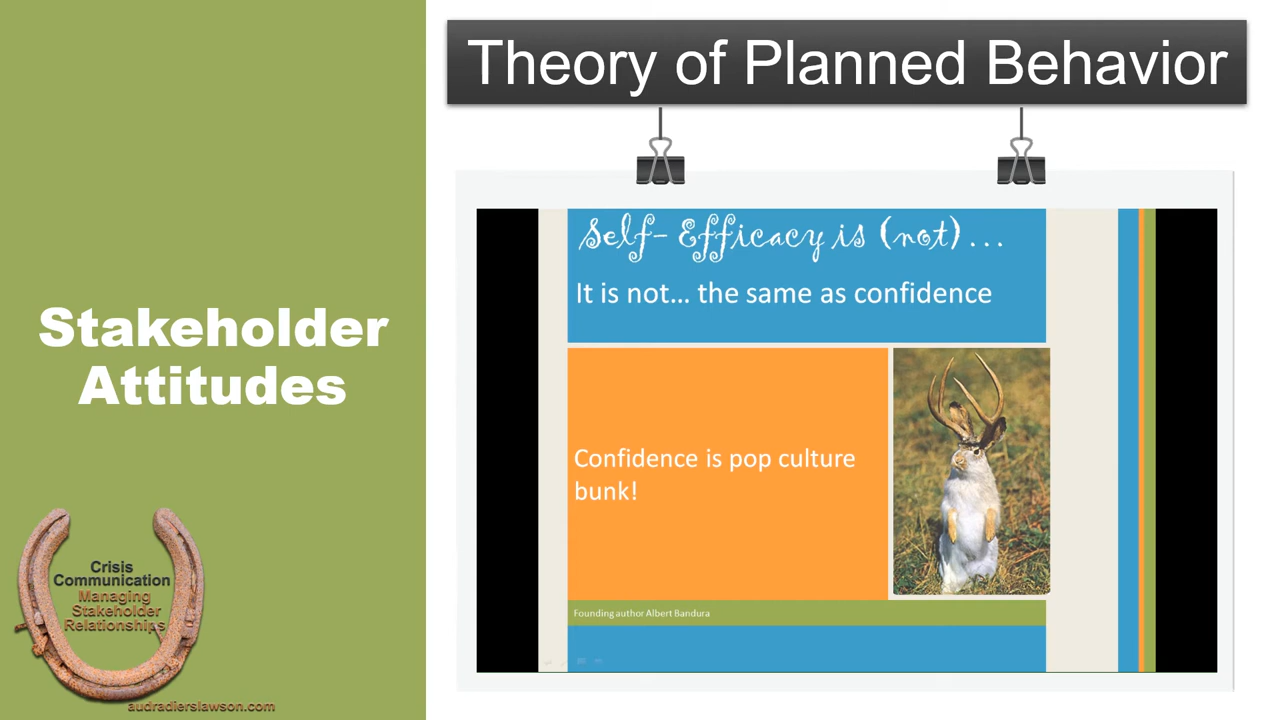 Theory of Planned Behavior
Stakeholder
Attitudes
Self- Efficacy is (not)...
It is not... the same as confidence
Confidence is pop culture
bunk!
Founding author Albert Bandura
Crisis
Communication
Managing
Stakeholder
Relationships
audradierslawson.com